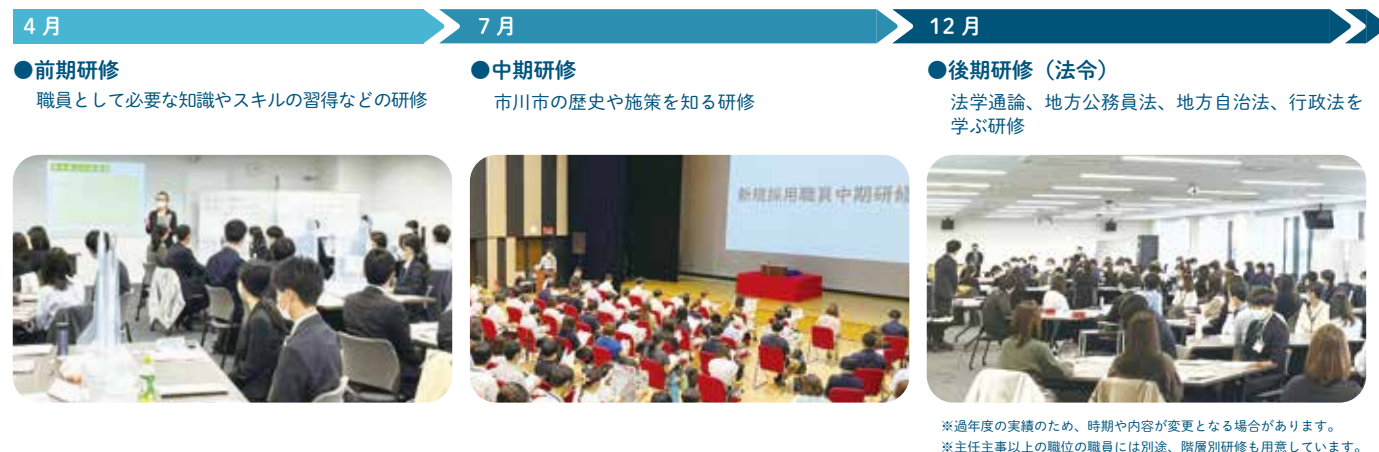 4 月
7 月
12 月
●前期研修
職員として必要な知識やスキルの習得などの研修
●中期研修
市川市の歴史や施策を知る研修
●後期研修（法令）
法学通論、地方公務員法、地方自治法、行政法を
学ぶ研修
新規採用職員中期研修
※過年度の実績のため、時期や内容が変更となる場合があります。
※主任主事以上の職位の職員には別途、階層別研修も用意しています。